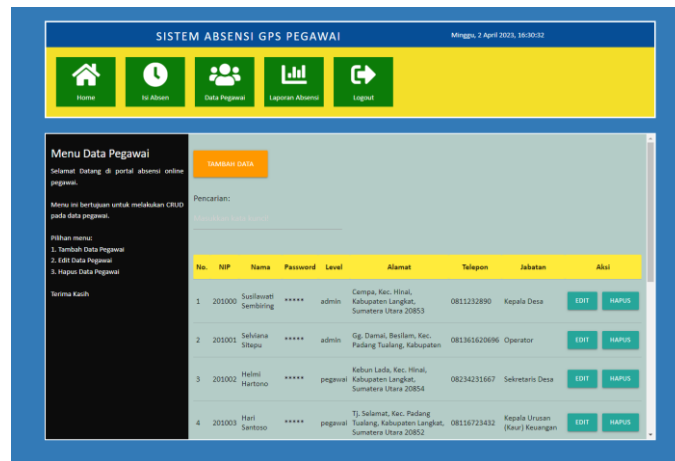 SISTEM ABSENSI GPS PEGAWAI
Minggu, 2 April 2023, 16:30:32
Home
Isi Absen
Data Pegawai
Laporan Absensi
Logout
Menu Data Pegawai
Selamat Datang di portal absensi online
pegawai.
Menu ini bertujuan untuk melakukan CRUD
pada data pegawai.
Pilihan menu:
1. Tambah Data Pegawai
2. Edit Data Pegawai
3. Hapus Data Pegawai
Terima Kasih
TAMBAH DATA
Pencarian:
No. NIP Nama Password Level Alamat Telepon Jabatan Aksi
1 201000 Susilawati Sembiring ***** admin Cempa, Kec. Hinai, Kabupaten Langkat, Sumatera Utara 20853 0811232890 Kepala Desa EDIT HAPUS
2 201001 Selviana Sitepu ***** admin Gg. Damai, Besilam, Kec. Padang Tualang, Kabupaten 081361620696 Operator EDIT HAPUS
3 201002 Helmi Hartono ***** pegawai Kebun Lada, Kec. Hinai, Kabupaten Langkat, Sumatera Utara 20854 08234231667 Sekretaris Desa EDIT HAPUS
4 201003 Hari Santoso ***** pegawai Tj. Selamat, Kec. Padang Tualang, Kabupaten Langkat, Sumatera Utara 20852 08116723432 Kepala Urusan (Kaur) Keuangan EDIT HAPUS